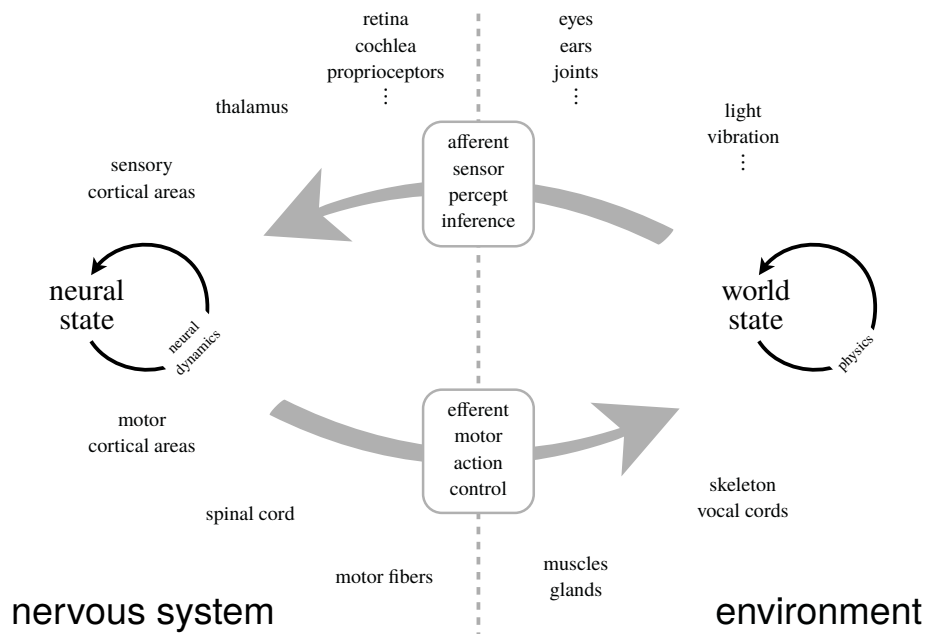 retina
cochlea
proprioceptors
⋮
eyes
ears
joints
⋮
thalamus
light
vibration
⋮
afferent
sensor
percept
inference
sensory
cortical areas
neural
state
neural
dynamics
world
state
physics
efferent
motor
action
control
motor
cortical areas
skeleton
vocal cords
spinal cord
motor fibers
muscles
glands
nervous system
environment